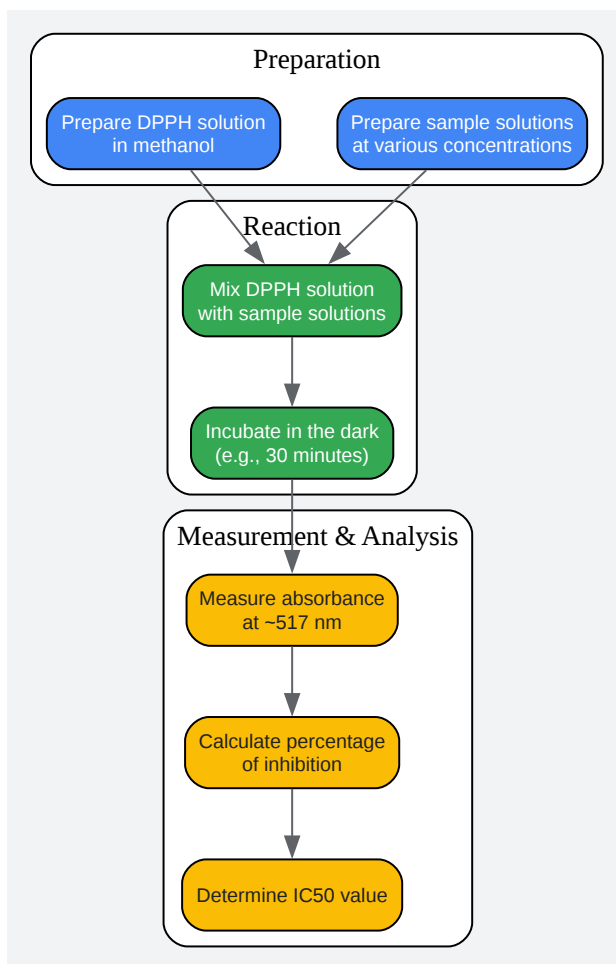 Preparation
Prepare DPPH solution
in methanol
Prepare sample solutions
at various concentrations
Reaction
Mix DPPH solution
with sample solutions
Incubate in the dark
(e.g., 30 minutes)
Measurement & Analysis
Measure absorbance
at ~517 nm
Calculate percentage
of inhibition
Determine IC50 value